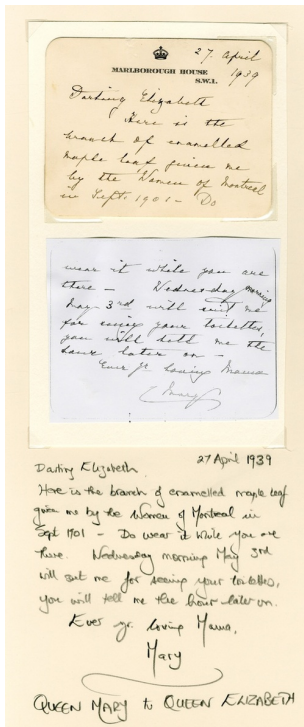 27. April
1939
MARLBOROUGH HOUSE
S.W.1.
Darling Elizabeth
Here is the
branch of enamelled
maple leaf given me
by the Women of Montreal
in Sept. 1901 – Do
wear it while you are
there – Wednesday morning
May 3rd will suit me
for seeing your toilettes,
you will tell me the
hour later on –
Ever yr loving Mama
Mary
27 April 1939
Darling Elizabeth.
Here is the branch of enamelled maple leaf
given me by the Women of Montreal in
Sept 1901 – Do wear it while you are
there. Wednesday morning May 3rd
will suit me for seeing your toilettes,
you will tell me the hour later on.
Ever yr. loving Mama,
Mary
QUEEN MARY to QUEEN ELIZABETH